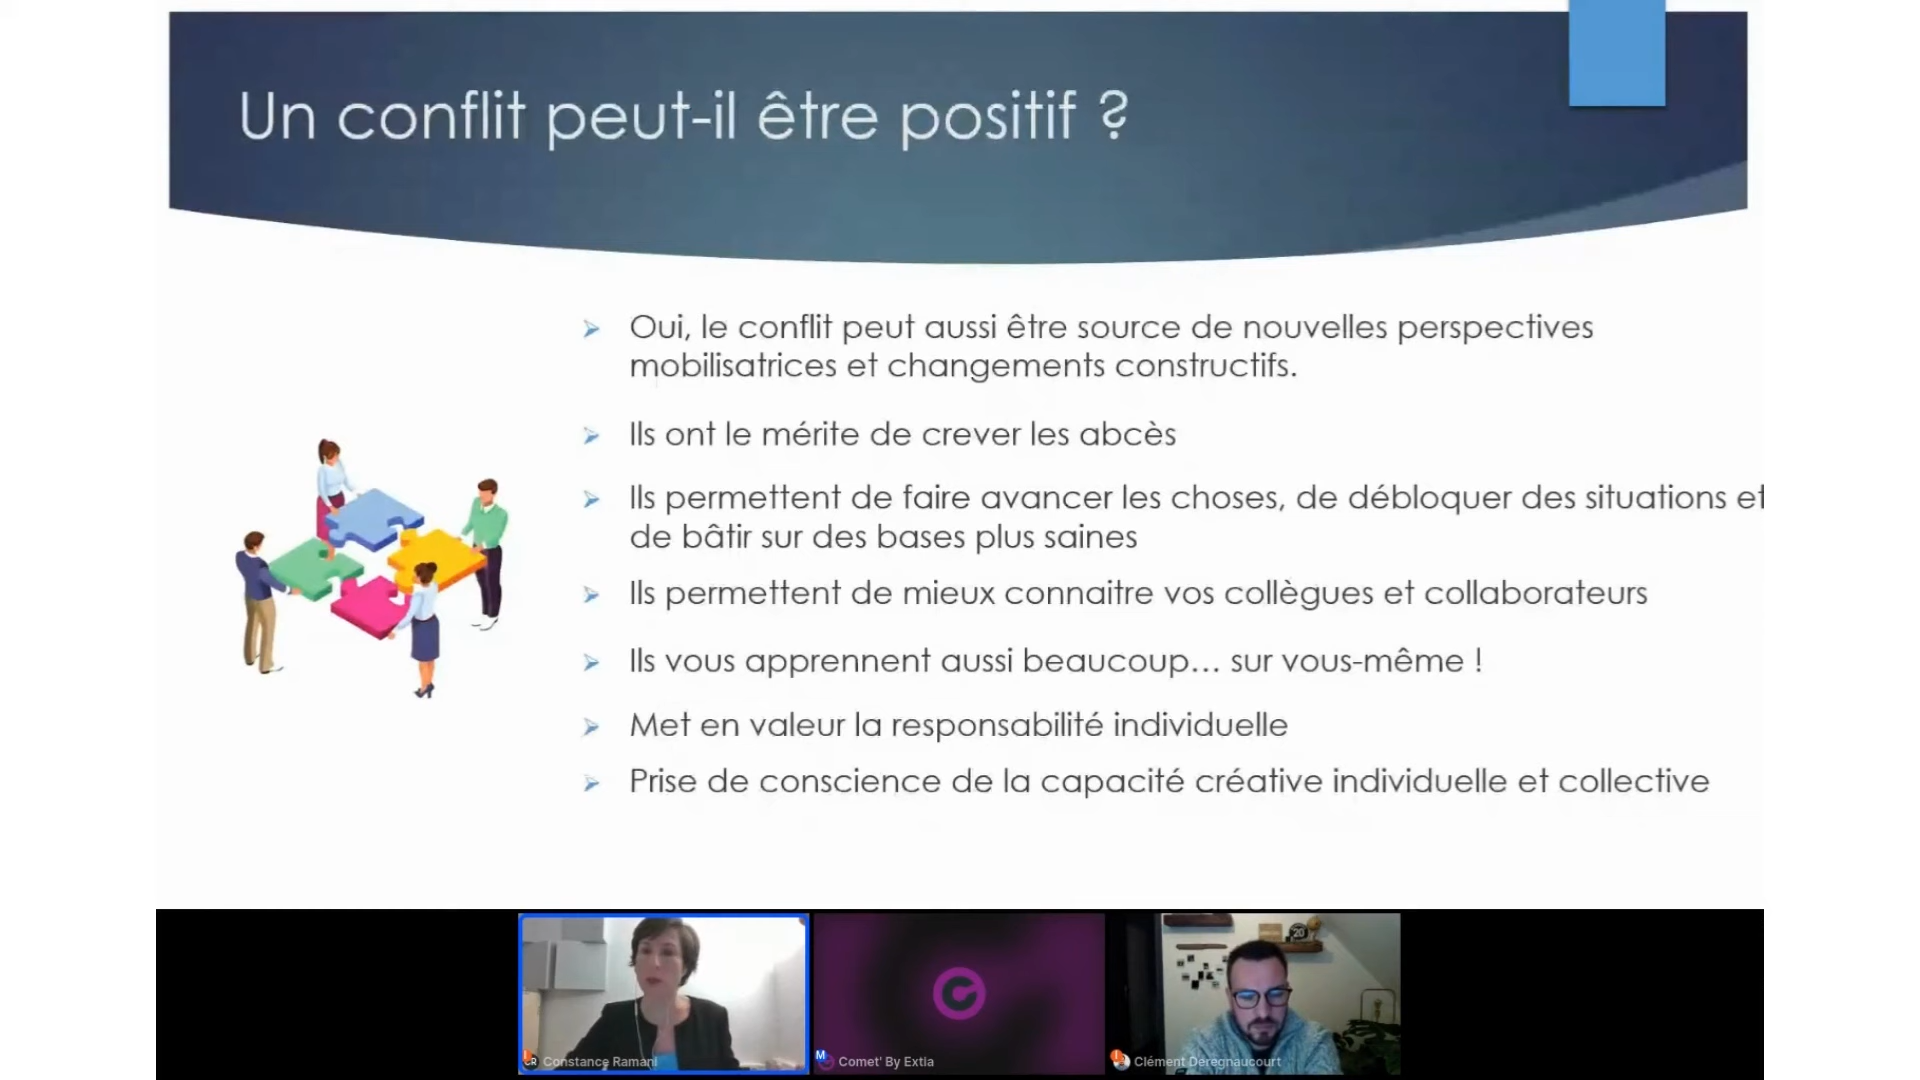 Un conflit peut-il être positif ?
Oui, le conflit peut aussi être source de nouvelles perspectives
mobilisatrices et changements constructifs.
Ils ont le mérite de crever les abcès
Ils permettent de faire avancer les choses, de débloquer des situations et
de bâtir sur des bases plus saines
Ils permettent de mieux connaitre vos collègues et collaborateurs
Ils vous apprennent aussi beaucoup... sur vous-même !
Met en valeur la responsabilité individuelle
Prise de conscience de la capacité créative individuelle et collective
20
CR Constance Ramani
M Comet' By Extia
Clément Deregnaucourt